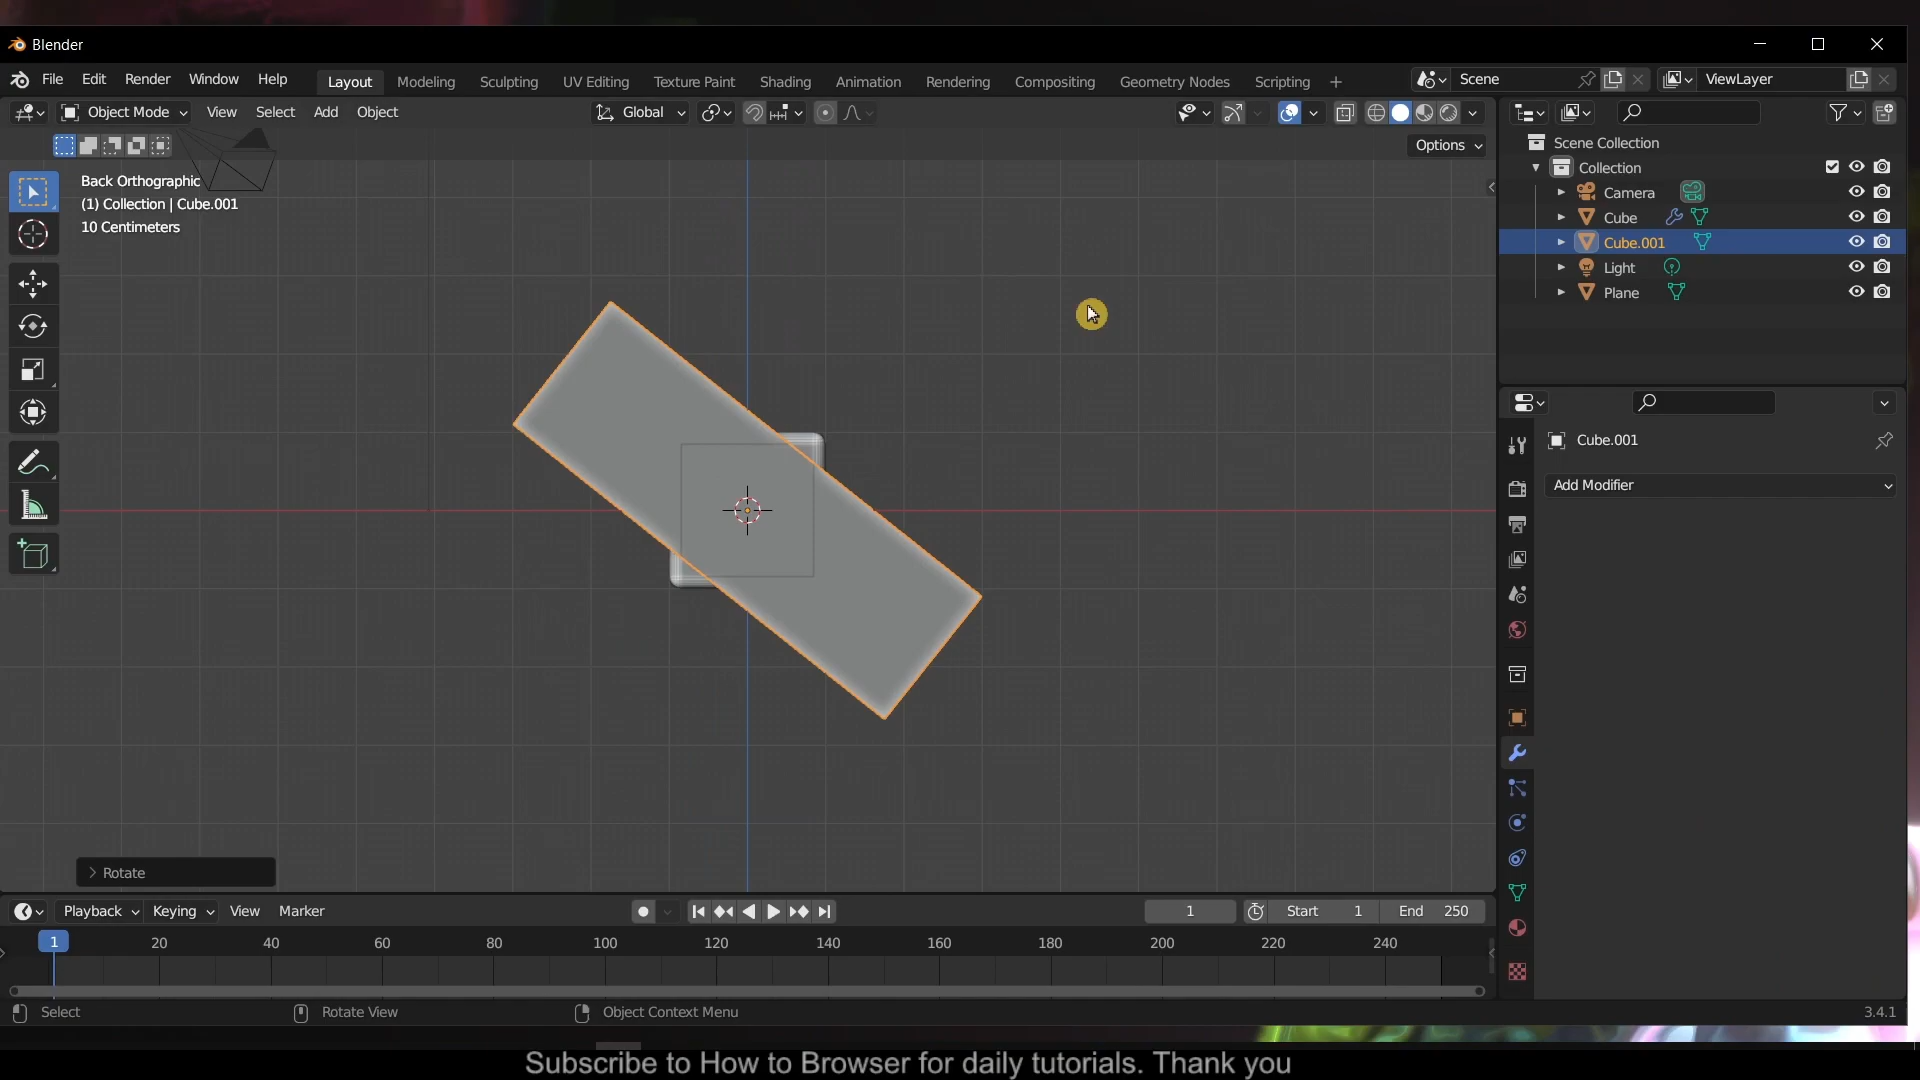 Blender
File Edit Render Window Help Layout Modeling Sculpting UV Editing Texture Paint Shading Animation Rendering Compositing Geometry Nodes Scripting + Scene ViewLayer
Object Mode View Select Add Object Global
Options
Back Orthographic
(1) Collection | Cube.001
10 Centimeters
Scene Collection
Collection
Camera
Cube
Cube.001
Light
Plane
Cube.001
Add Modifier
Rotate
Playback Keying View Marker 1 Start 1 End 250
1 20 40 60 80 100 120 140 160 180 200 220 240
Select Rotate View Object Context Menu 3.4.1
Subscribe to How to Browser for daily tutorials. Thank you